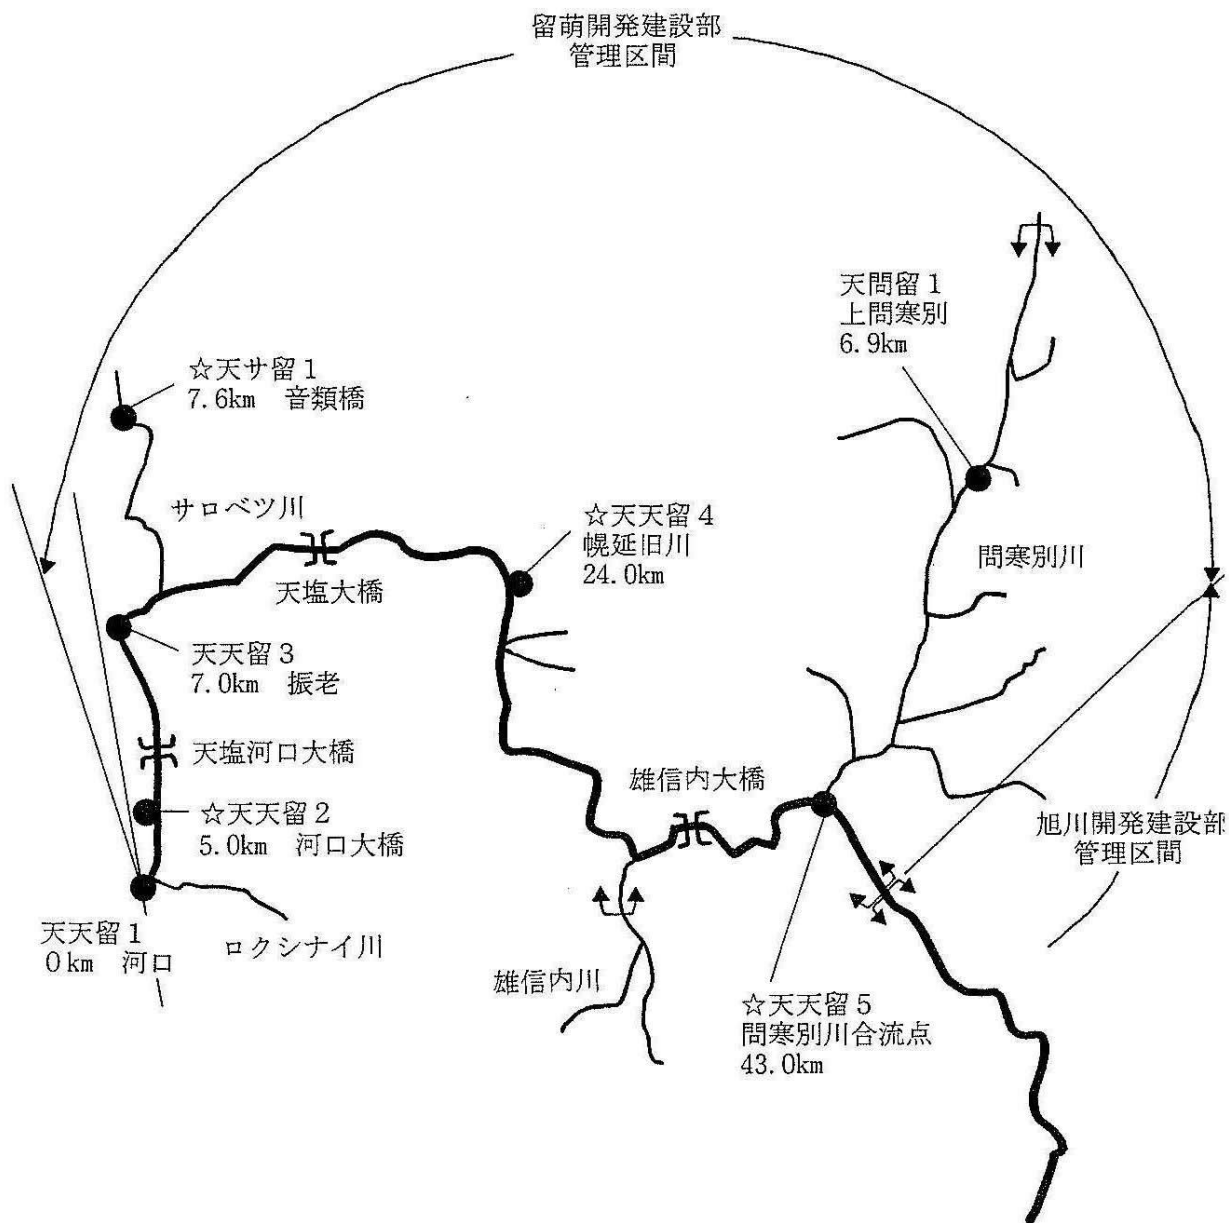 留萌開発建設部
管理区間
天問留1
上問寒別
6.9km
☆天サ留1
7.6km 音類橋
サロベツ川
☆天天留4
幌延旧川
24.0km
問寒別川
天塩大橋
天天留3
7.0km 振老
天塩河口大橋
雄信内大橋
☆天天留2
5.0km 河口大橋
旭川開発建設部
管理区間
天天留1
0km 河口
ロクシナイ川
雄信内川
☆天天留5
問寒別川合流点
43.0km